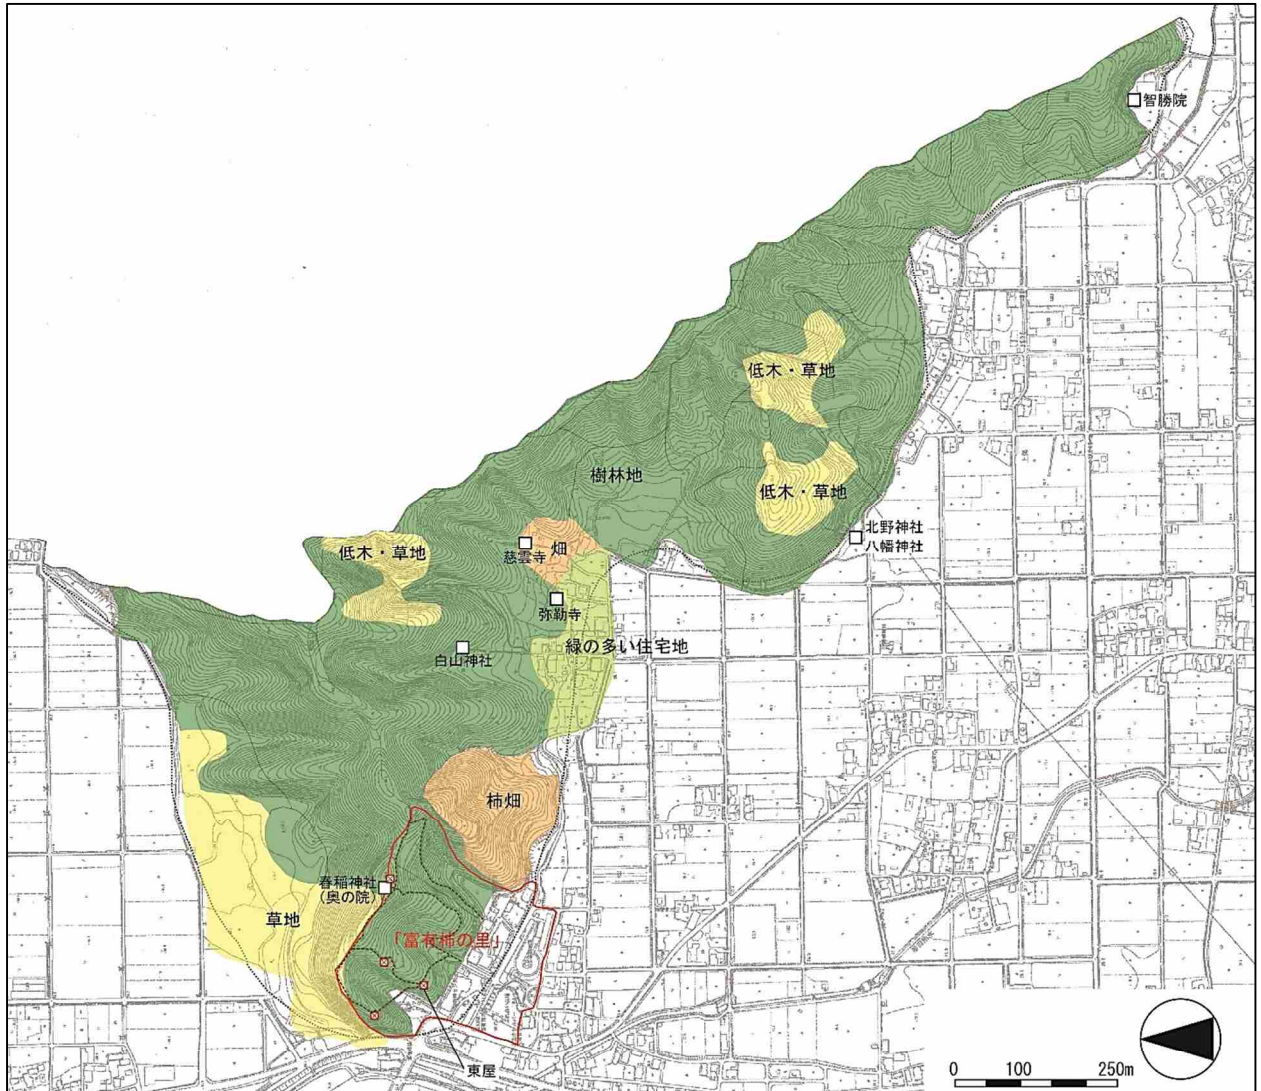 智勝院
低木・草地
樹林地
低木・草地
北野神社
八幡神社
低木・草地
慈雲寺
畑
弥勒寺
緑の多い住宅地
白山神社
柿畑
春稲神社
(奥の院)
草地
「富有柿の里」
東屋
0 100 250m